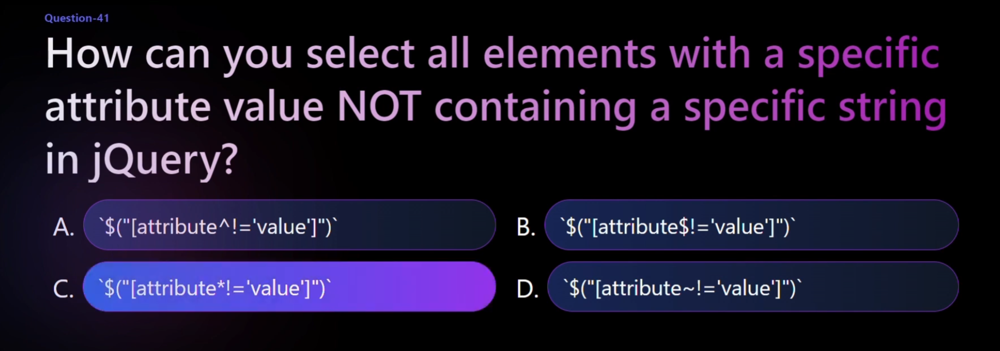 Question-41
How can you select all elements with a specific
attribute value NOT containing a specific string
in jQuery?
A. `$("[attribute^!='value']")`
B. `$("[attribute$!='value']")`
C. `$("[attribute*!='value']")`
D. `$("[attribute~!='value']")`